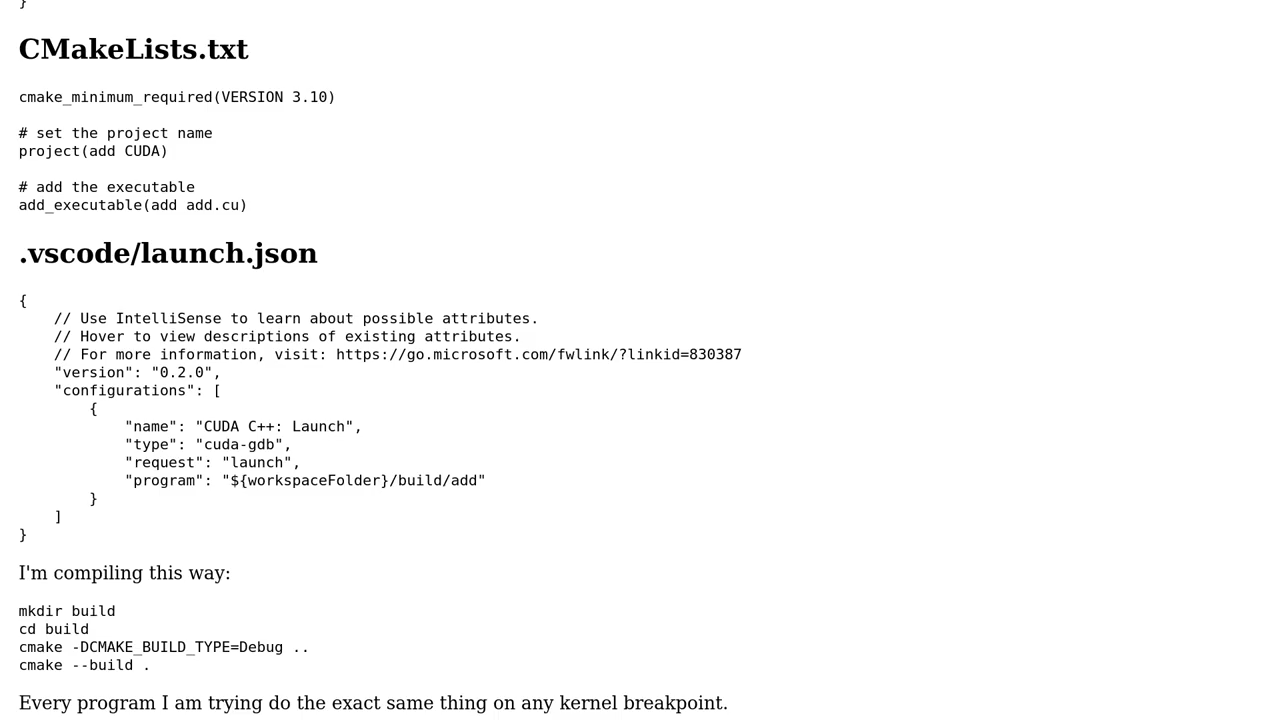 }
CMakeLists.txt
cmake_minimum_required(VERSION 3.10)
# set the project name
project(add CUDA)
# add the executable
add_executable(add add.cu)
.vscode/launch.json
{
    // Use IntelliSense to learn about possible attributes.
    // Hover to view descriptions of existing attributes.
    // For more information, visit: https://go.microsoft.com/fwlink/?linkid=830387
    "version": "0.2.0",
    "configurations": [
        {
            "name": "CUDA C++: Launch",
            "type": "cuda-gdb",
            "request": "launch",
            "program": "${workspaceFolder}/build/add"
        }
    ]
}
I'm compiling this way:
mkdir build
cd build
cmake -DCMAKE_BUILD_TYPE=Debug ..
cmake --build .
Every program I am trying do the exact same thing on any kernel breakpoint.